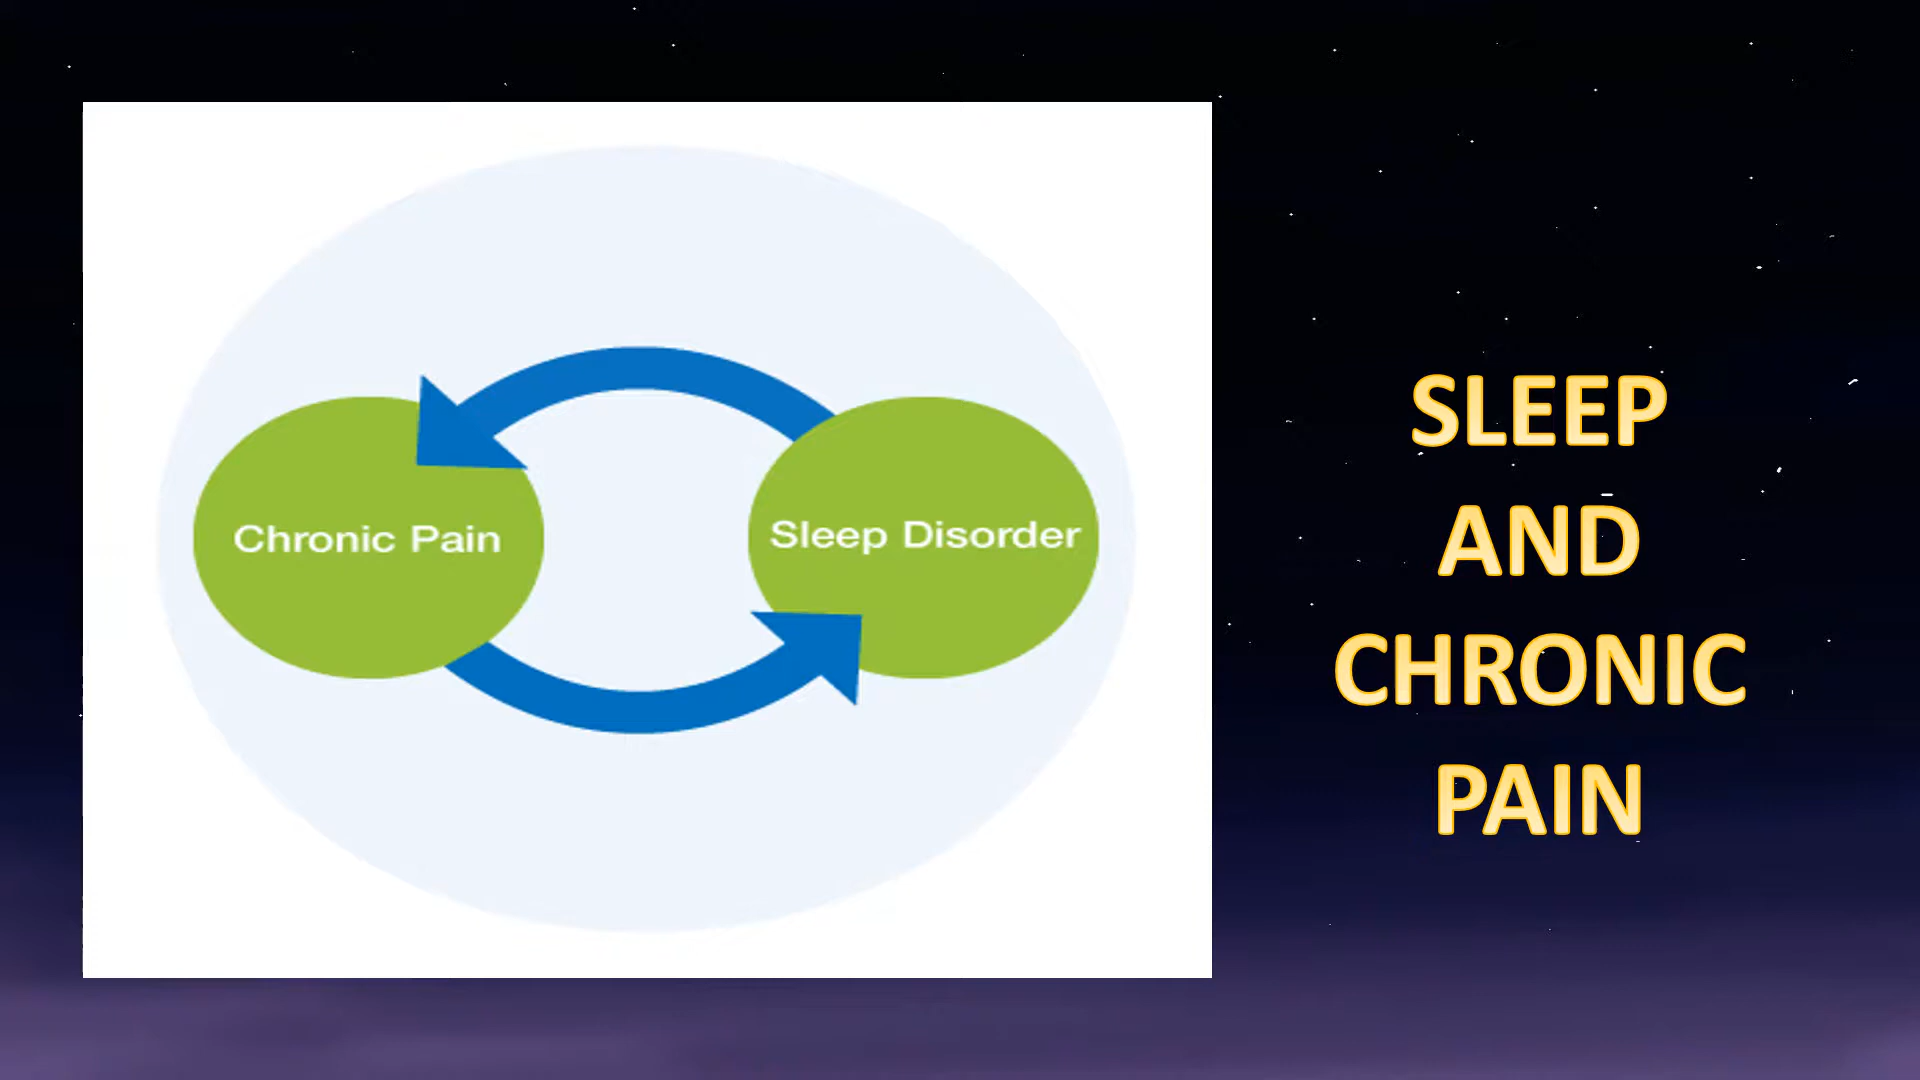 Chronic Pain
Sleep Disorder
SLEEP
AND
CHRONIC
PAIN